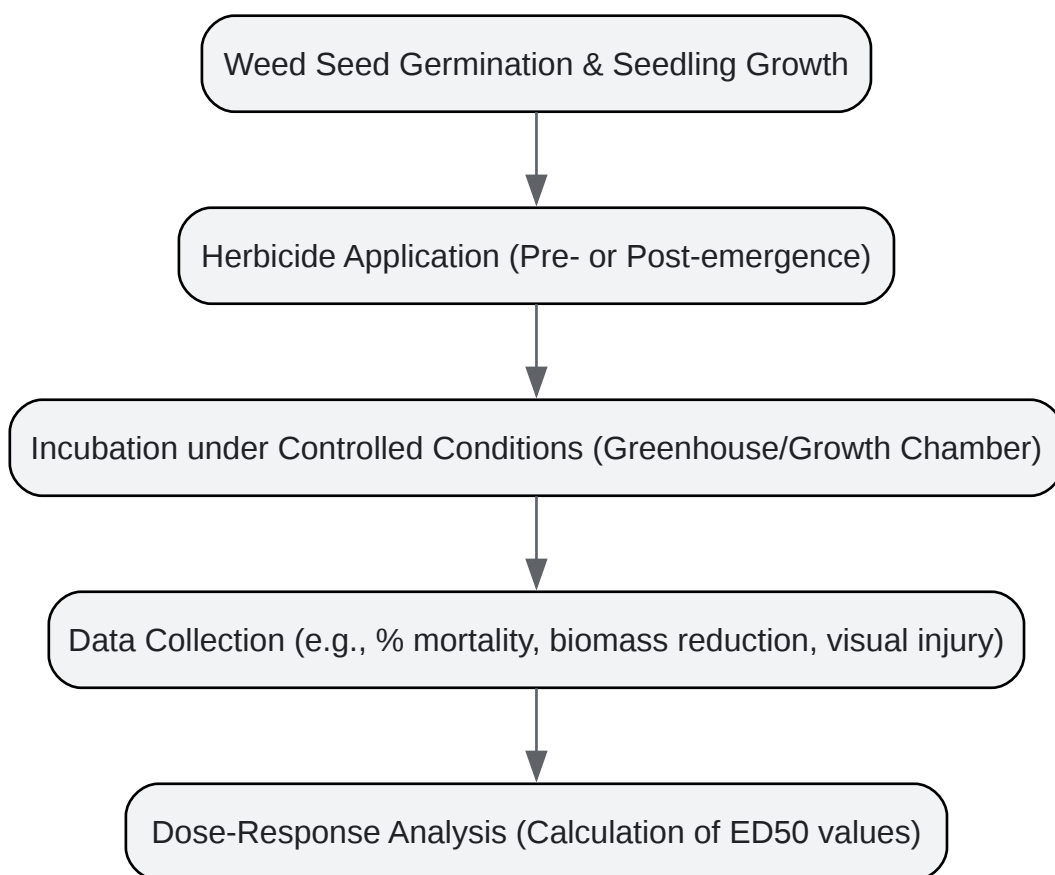 Weed Seed Germination & Seedling Growth
Herbicide Application (Pre- or Post-emergence)
Incubation under Controlled Conditions (Greenhouse/Growth Chamber)
Data Collection (e.g., % mortality, biomass reduction, visual injury)
Dose-Response Analysis (Calculation of ED50 values)